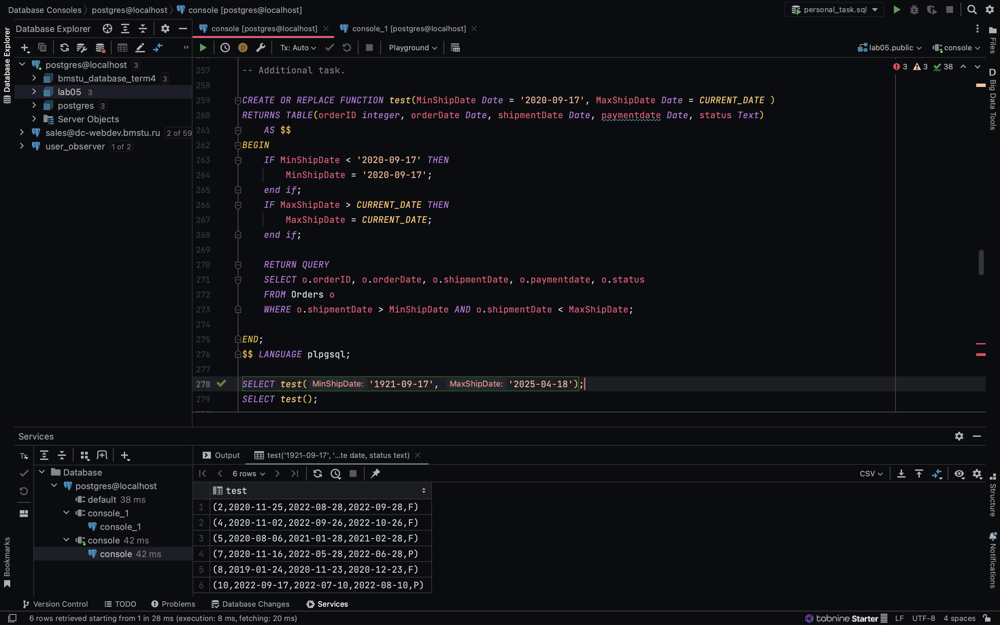 Database Consoles postgres@localhost console [postgres@localhost] personal_task.sql
Database Explorer
Database Explorer
console [postgres@localhost] console_1 [postgres@localhost]
Tx: Auto Playground lab05.public console
postgres@localhost 3
bmstu_database_term4 3
lab05 3
postgres 3
Server Objects
sales@dc-webdev.bmstu.ru 2 of 59
user_observer 1 of 2
3 3 38
257 -- Additional task.
258
259 CREATE OR REPLACE FUNCTION test(MinShipDate Date = '2020-09-17', MaxShipDate Date = CURRENT_DATE )
260 RETURNS TABLE(orderID integer, orderDate Date, shipmentDate Date, paymentdate Date, status Text)
261 AS $$
262 BEGIN
263 IF MinShipDate < '2020-09-17' THEN
264 MinShipDate = '2020-09-17';
265 end if;
266 IF MaxShipDate > CURRENT_DATE THEN
267 MaxShipDate = CURRENT_DATE;
268 end if;
269
270 RETURN QUERY
271 SELECT o.orderID, o.orderDate, o.shipmentDate, o.paymentdate, o.status
272 FROM Orders o
273 WHERE o.shipmentDate > MinShipDate AND o.shipmentDate < MaxShipDate;
274
275 END;
276 $$ LANGUAGE plpgsql;
277
278 SELECT test( MinShipDate: '1921-09-17', MaxShipDate: '2025-04-18');
279 SELECT test();
Files
D Big Data Tools
Services
Tx
Output test('1921-09-17', '...te date, status text)
6 rows CSV
Database
postgres@localhost
default 38 ms
console_1
console_1
console 42 ms
console 42 ms
test
1 (2,2020-11-25,2022-08-28,2022-09-28,F)
2 (4,2020-11-02,2022-09-26,2022-10-26,F)
3 (5,2020-08-06,2021-01-28,2021-02-28,F)
4 (7,2020-11-16,2022-05-28,2022-06-28,P)
5 (8,2019-01-24,2020-11-23,2020-12-23,F)
6 (10,2022-09-17,2022-07-10,2022-08-10,P)
Bookmarks
Structure
Notifications
Version Control TODO Problems Database Changes Services
6 rows retrieved starting from 1 in 28 ms (execution: 8 ms, fetching: 20 ms) tabnine Starter LF UTF-8 4 spaces